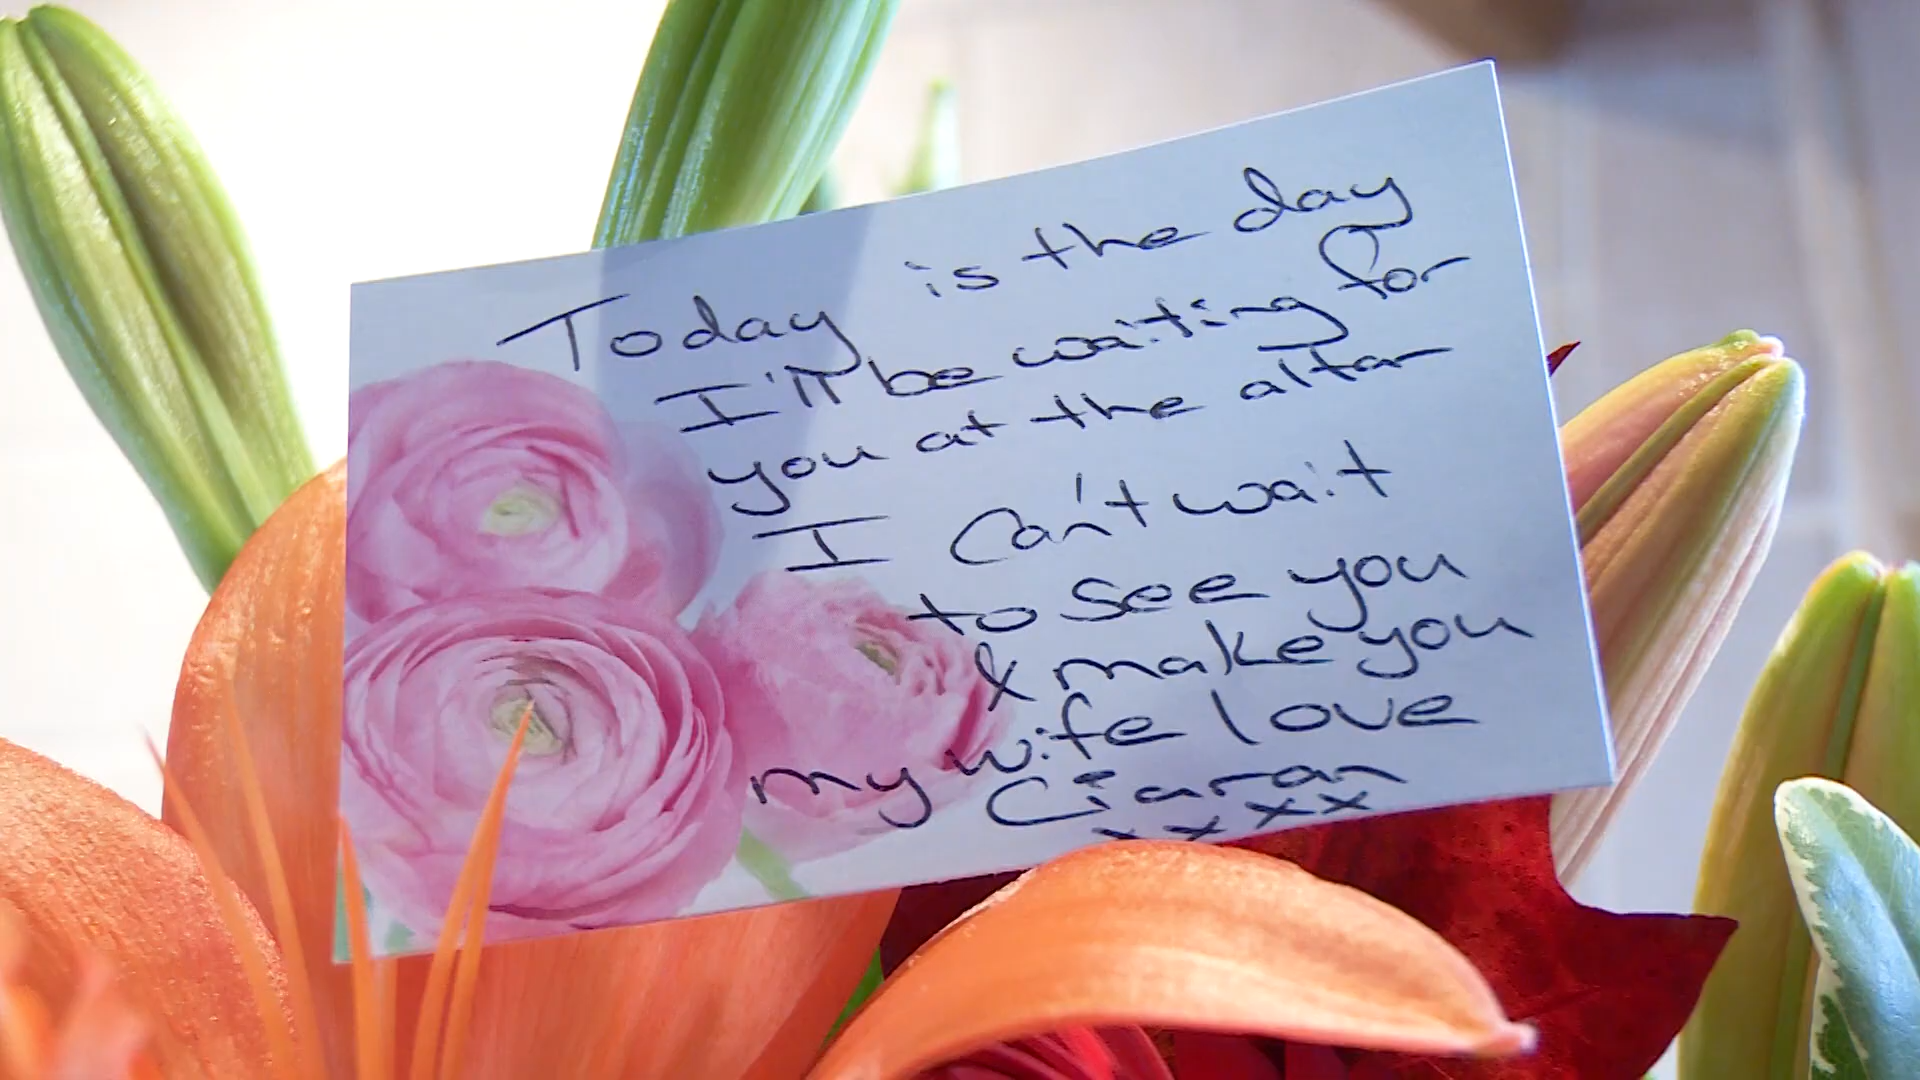 Today is the day
I'll be waiting for
you at the altar
I Can't wait
to see you
& make you
my wife love
Ciaran
xxxx